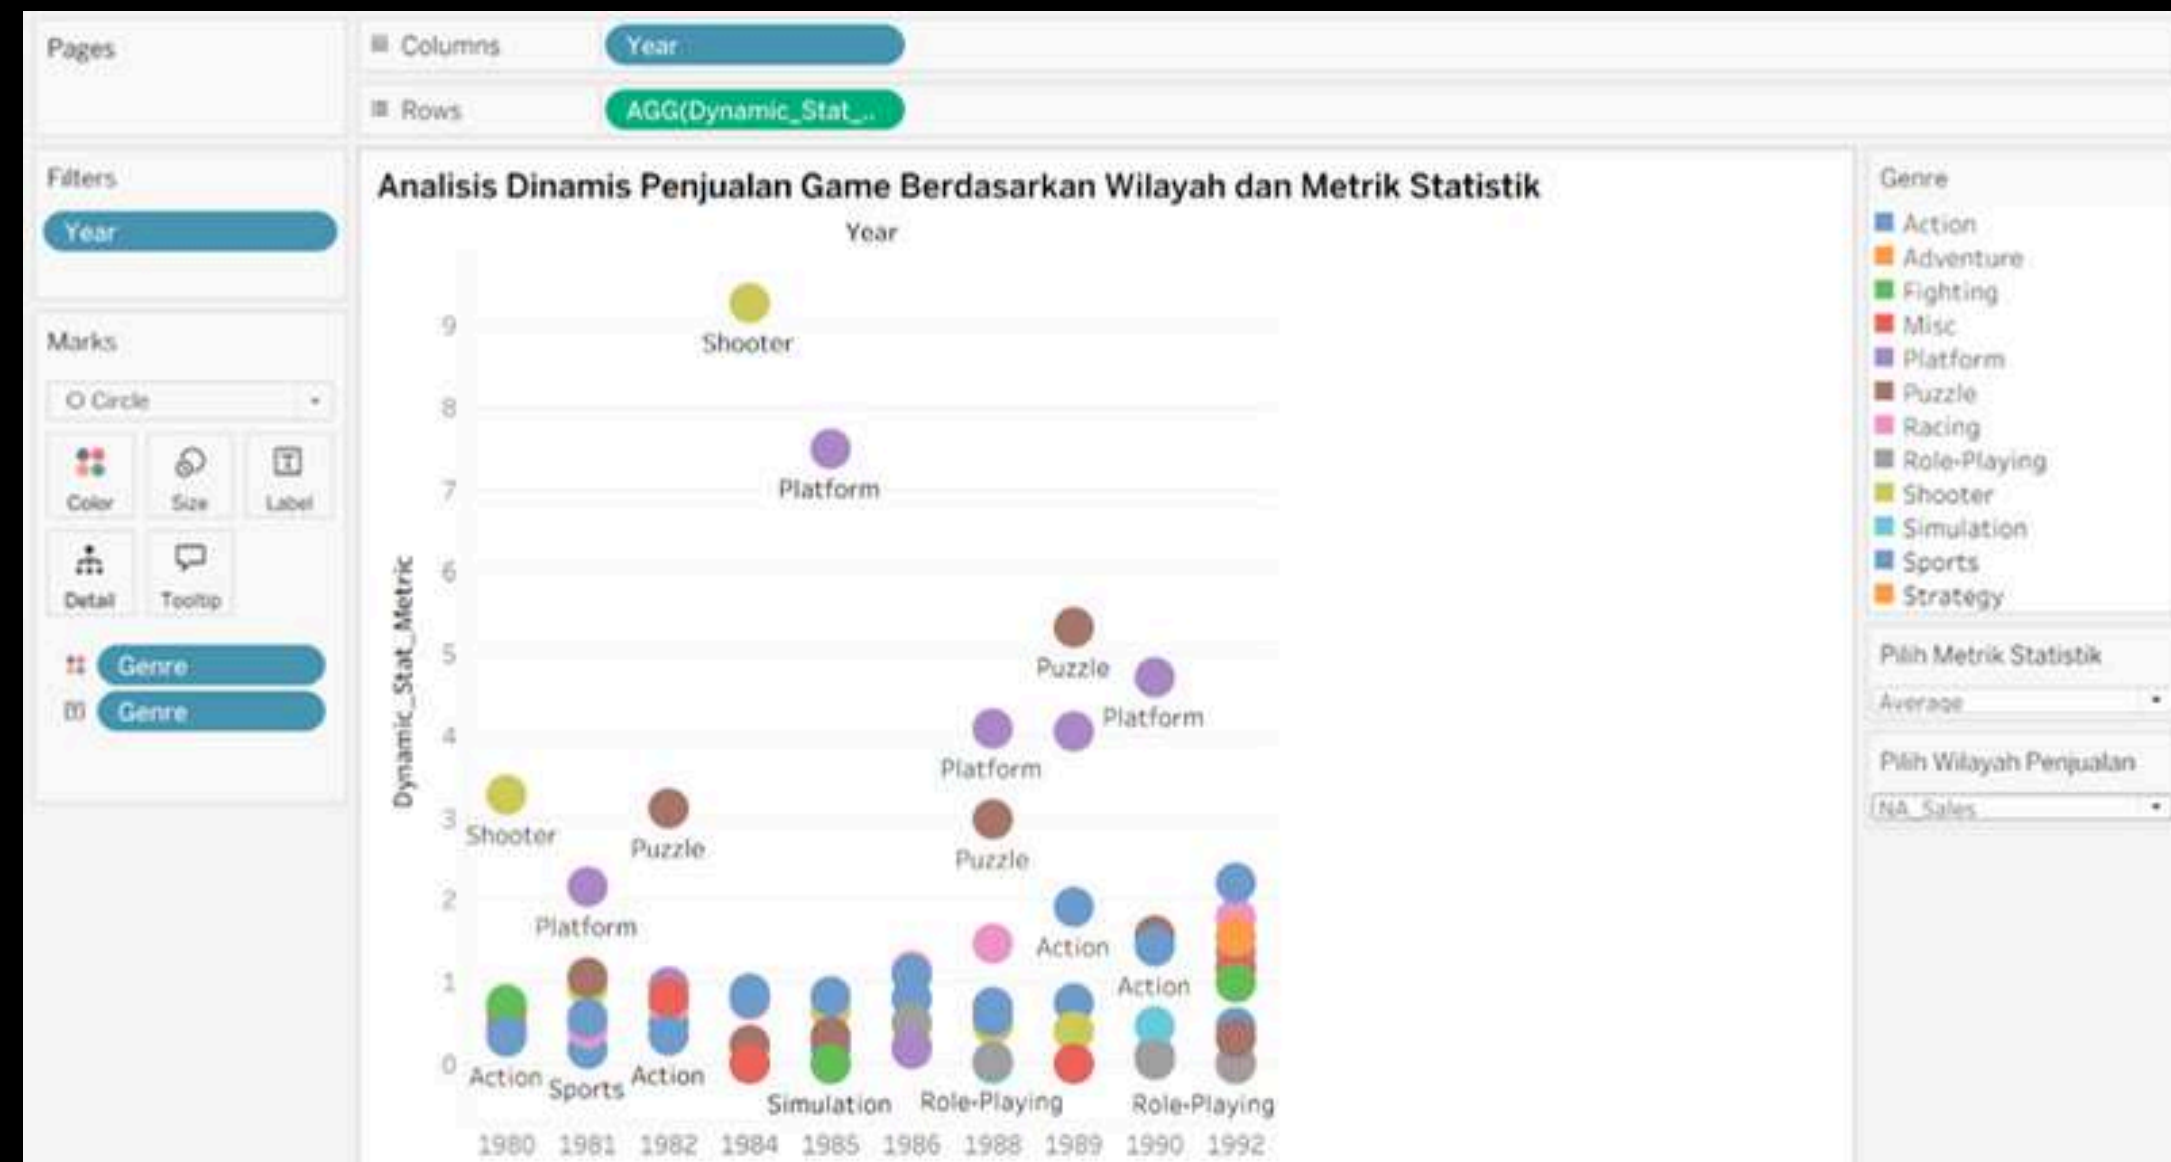 Pages
Columns
Year
Rows
AGG(Dynamic_Stat_..
Filters
Year
Marks
Circle
Color
Size
Label
Detail
Tooltip
Genre
Genre
Analisis Dinamis Penjualan Game Berdasarkan Wilayah dan Metrik Statistik
Year
Dynamic_Stat_Metric
9
8
7
6
5
4
3
2
1
0
Shooter
Platform
Puzzle
Platform
Platform
Shooter
Puzzle
Puzzle
Platform
Action
Action
Action
Sports
Action
Simulation
Role-Playing
Role-Playing
1980 1981 1982 1984 1985 1986 1988 1989 1990 1992
Genre
Action
Adventure
Fighting
Misc
Platform
Puzzle
Racing
Role-Playing
Shooter
Simulation
Sports
Strategy
Pilih Metrik Statistik
Average
Pilih Wilayah Penjualan
NA_Sales